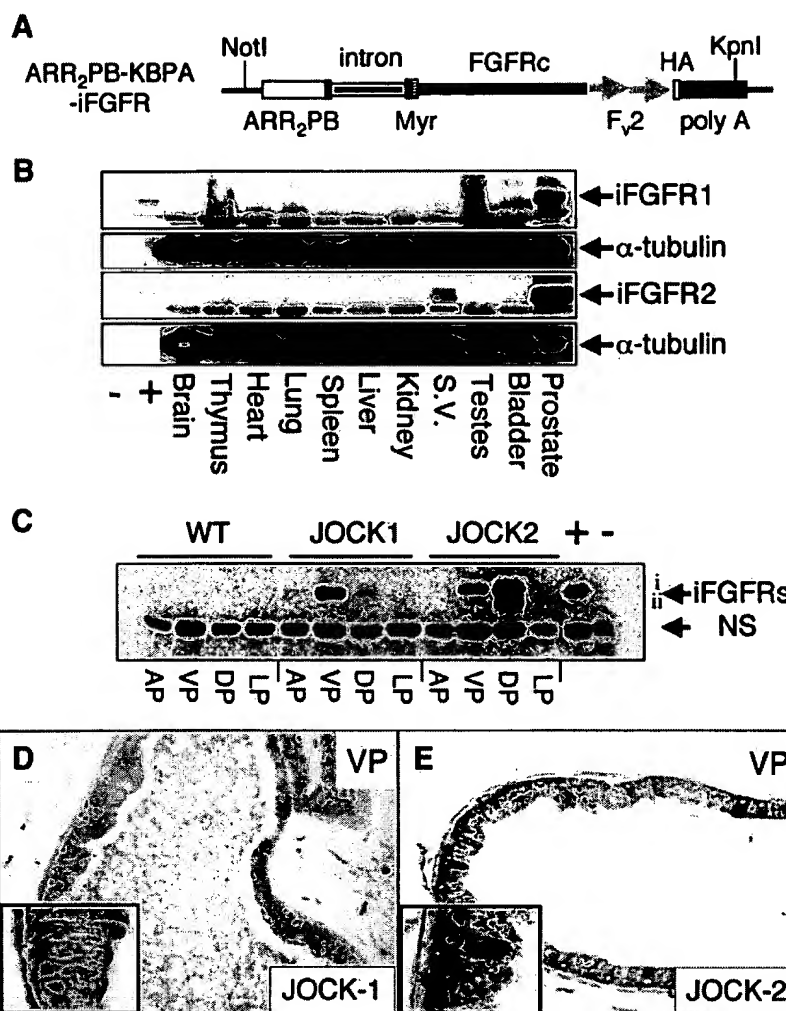 A
ARR₂PB-KBPA
-iFGFR
NotI
intron
FGFRc
HA
KpnI
ARR₂PB
Myr
Fᵥ2
poly A
B
iFGFR1
α-tubulin
iFGFR2
α-tubulin
-
+
Brain
Thymus
Heart
Lung
Spleen
Liver
Kidney
S.V.
Testes
Bladder
Prostate
C
WT
JOCK1
JOCK2
+
-
i
ii
iFGFRs
NS
AP
VP
DP
LP
AP
VP
DP
LP
AP
VP
DP
LP
D
VP
JOCK-1
E
VP
JOCK-2